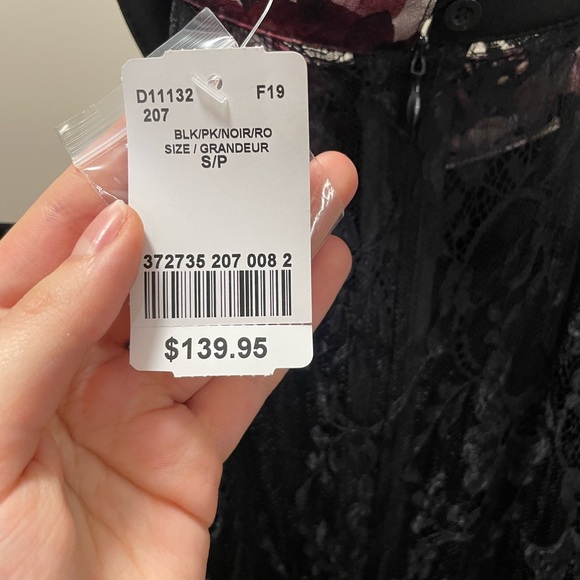 D11132 F19
207
BLK/PK/NOIR/RO
SIZE / GRANDEUR
S/P
372735 207 008 2
$139.95